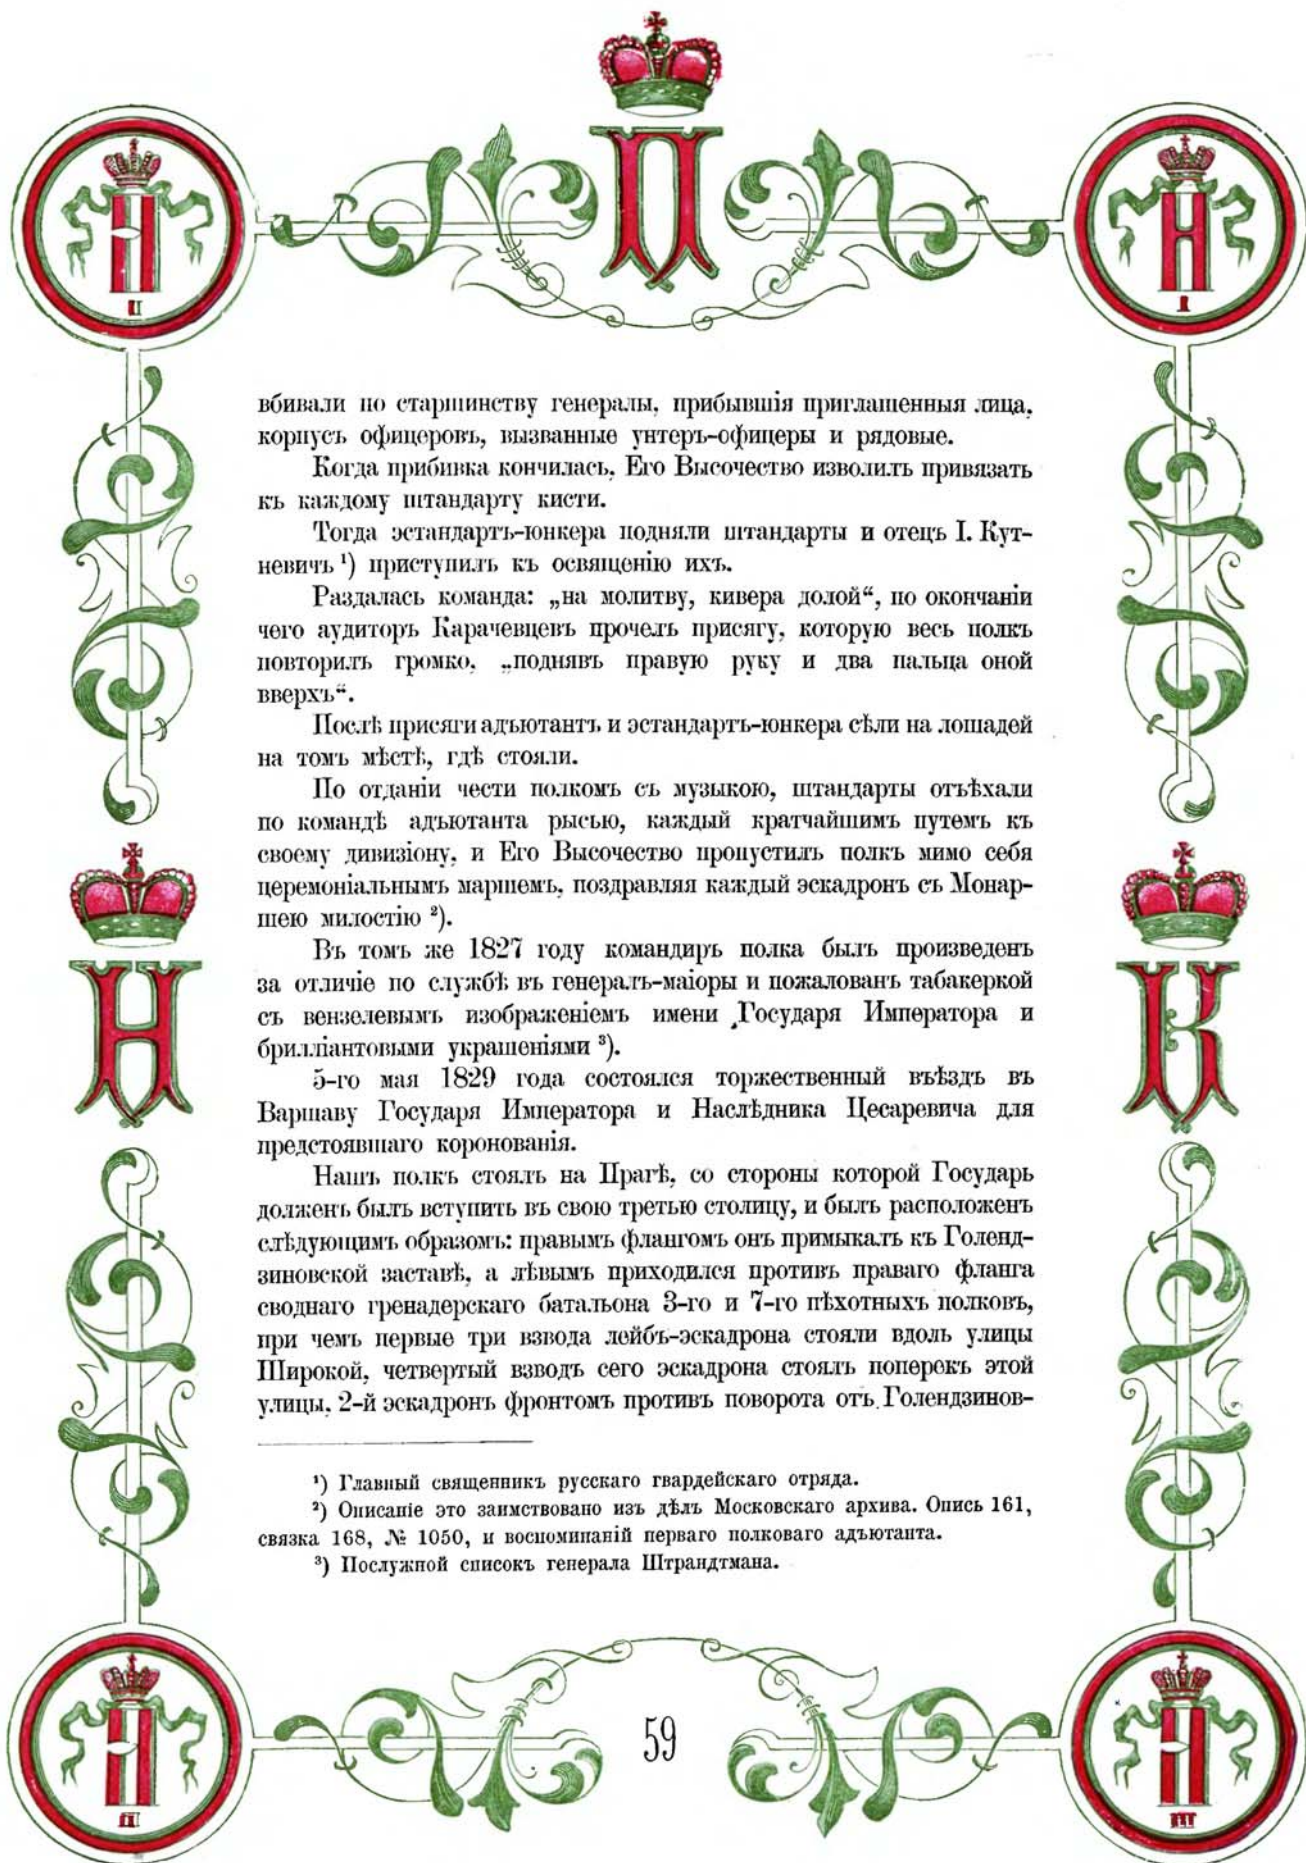 П
II
I
вбивали по старшинству генералы, прибывшія приглашенныя лица,
корпусъ офицеровъ, вызванные унтеръ-офицеры и рядовые.
Когда прибивка кончилась, Его Высочество изволилъ привязать
къ каждому штандарту кисти.
Тогда эстандартъ-юнкера подняли штандарты и отецъ I. Кут-
невичъ ¹) приступилъ къ освященію ихъ.
Раздалась команда: „на молитву, кивера долой“, по окончаніи
чего аудиторъ Карачевцевъ прочелъ присягу, которую весь полкъ
повторилъ громко, „поднявъ правую руку и два пальца оной
вверхъ“.
Послѣ присяги адъютантъ и эстандартъ-юнкера сѣли на лошадей
на томъ мѣстѣ, гдѣ стояли.
По отданіи чести полкомъ съ музыкою, штандарты отъѣхали
по командѣ адъютанта рысью, каждый кратчайшимъ путемъ къ
своему дивизіону, и Его Высочество пропустилъ полкъ мимо себя
церемоніальнымъ маршемъ, поздравляя каждый эскадронъ съ Монар-
шею милостію ²).
Въ томъ же 1827 году командиръ полка былъ произведенъ
за отличіе по службѣ въ генералъ-маіоры и пожалованъ табакеркой
съ вензелевымъ изображеніемъ имени Государя Императора и
брилліантовыми украшеніями ³).
5-го мая 1829 года состоялся торжественный въѣздъ въ
Варшаву Государя Императора и Наслѣдника Цесаревича для
предстоявшаго коронованія.
Нашъ полкъ стоялъ на Прагѣ, со стороны которой Государь
долженъ былъ вступить въ свою третью столицу, и былъ расположенъ
слѣдующимъ образомъ: правымъ флангомъ онъ примыкалъ къ Голенд-
зиновской заставѣ, а лѣвымъ приходился противъ праваго фланга
своднаго гренадерскаго батальона 3-го и 7-го пѣхотныхъ полковъ,
при чемъ первые три взвода лейбъ-эскадрона стояли вдоль улицы
Широкой, четвертый взводъ сего эскадрона стоялъ поперекъ этой
улицы, 2-й эскадронъ фронтомъ противъ поворота отъ Голендзинов-
Н
К
¹) Главный священникъ русскаго гвардейскаго отряда.
²) Описаніе это заимствовано изъ дѣлъ Московскаго архива. Опись 161,
связка 168, № 1050, и воспоминаній перваго полковаго адъютанта.
³) Послужной списокъ генерала Штрандтмана.
59
III